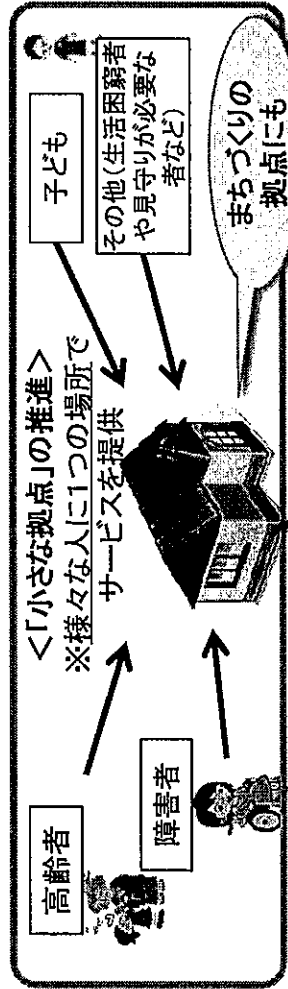 ＜「小さな拠点」の推進＞
※様々な人に1つの場所で
サービスを提供
高齢者
障害者
子ども
その他(生活困窮者
や見守りが必要な
者など)
まちづくりの
拠点にも